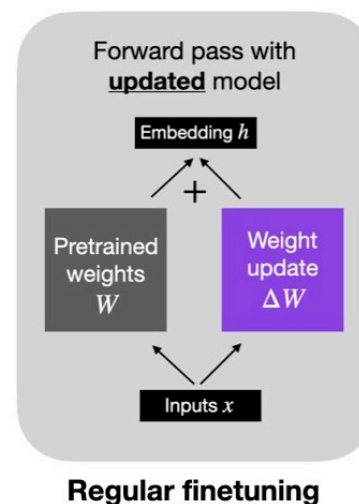 Forward pass with
updated model
Embedding h
+
Pretrained
weights
W
Weight
update
ΔW
Inputs x
Regular finetuning